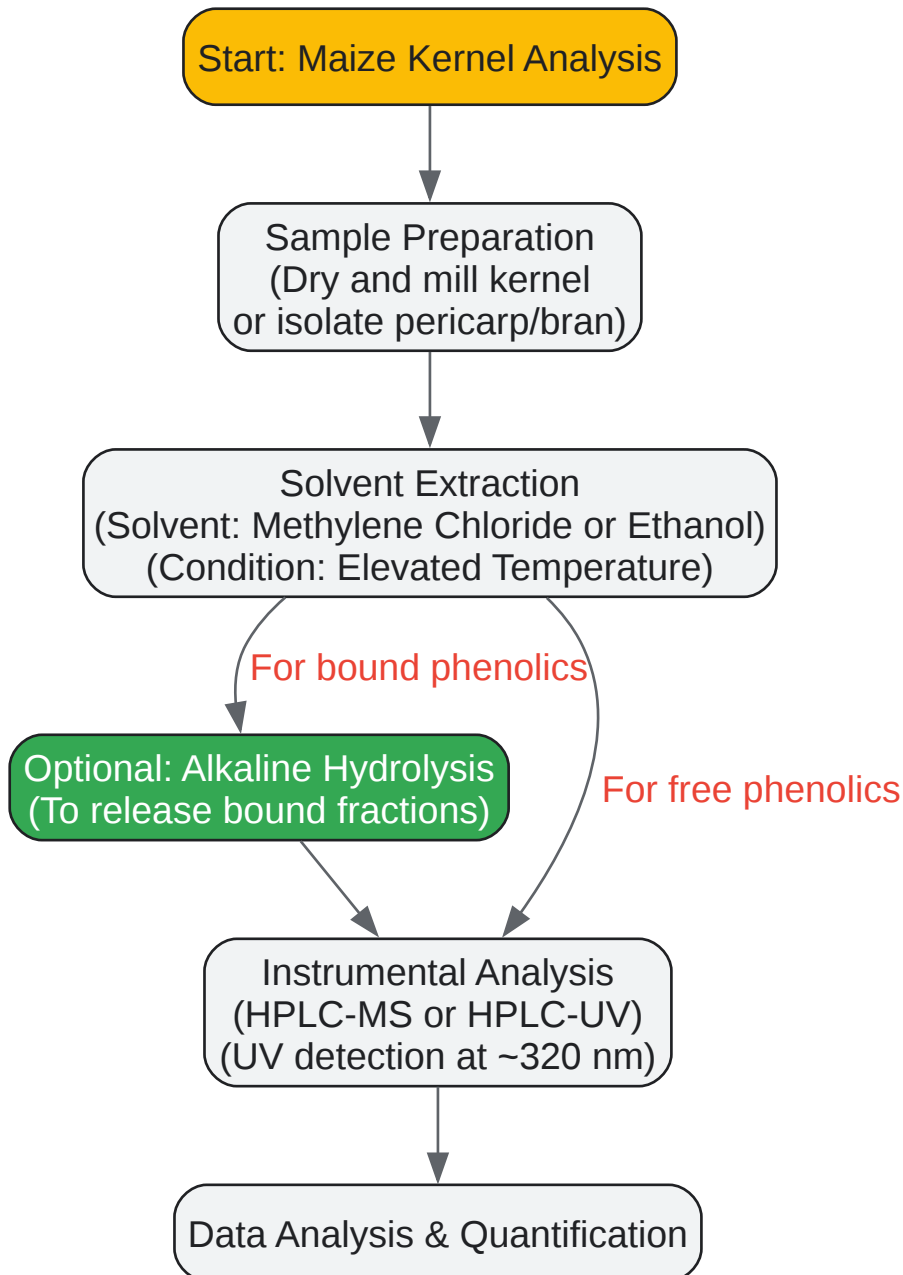 Start: Maize Kernel Analysis
Sample Preparation
(Dry and mill kernel
or isolate pericarp/bran)
Solvent Extraction
(Solvent: Methylene Chloride or Ethanol)
(Condition: Elevated Temperature)
For bound phenolics
Optional: Alkaline Hydrolysis
(To release bound fractions)
For free phenolics
Instrumental Analysis
(HPLC-MS or HPLC-UV)
(UV detection at ~320 nm)
Data Analysis & Quantification